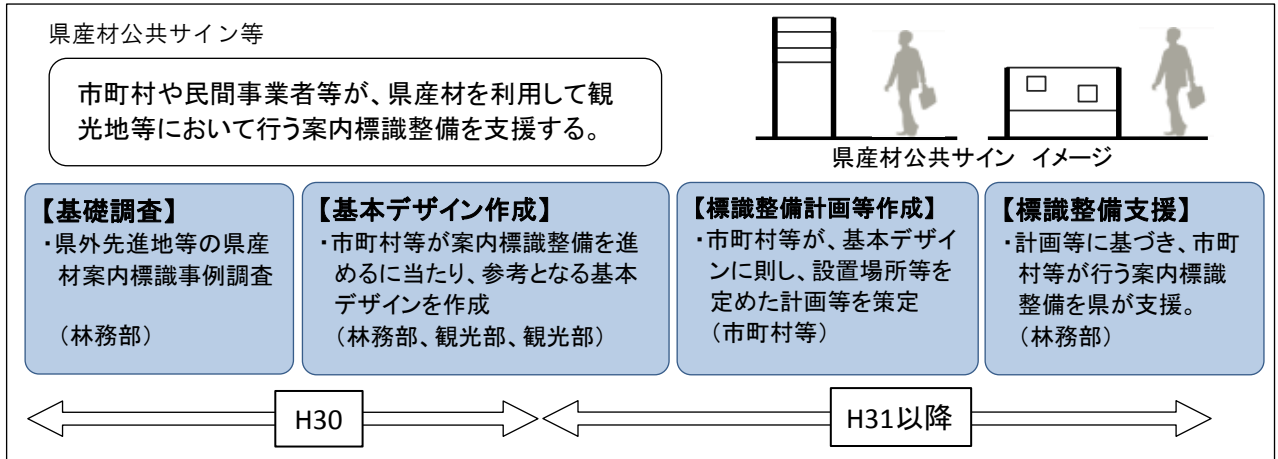 県産材公共サイン等
市町村や民間事業者等が、県産材を利用して観
光地等において行う案内標識整備を支援する。
県産材公共サイン イメージ
【基礎調査】
・県外先進地等の県産
材案内標識事例調査
（林務部）
【基本デザイン作成】
・市町村等が案内標識整備を進
めるに当たり、参考となる基本
デザインを作成
（林務部、観光部、観光部）
【標識整備計画等作成】
・市町村等が、基本デザイ
ンに則し、設置場所等を
定めた計画等を策定
（市町村等）
【標識整備支援】
・計画等に基づき、市町
村等が行う案内標識
整備を県が支援。
（林務部）
H30
H31以降